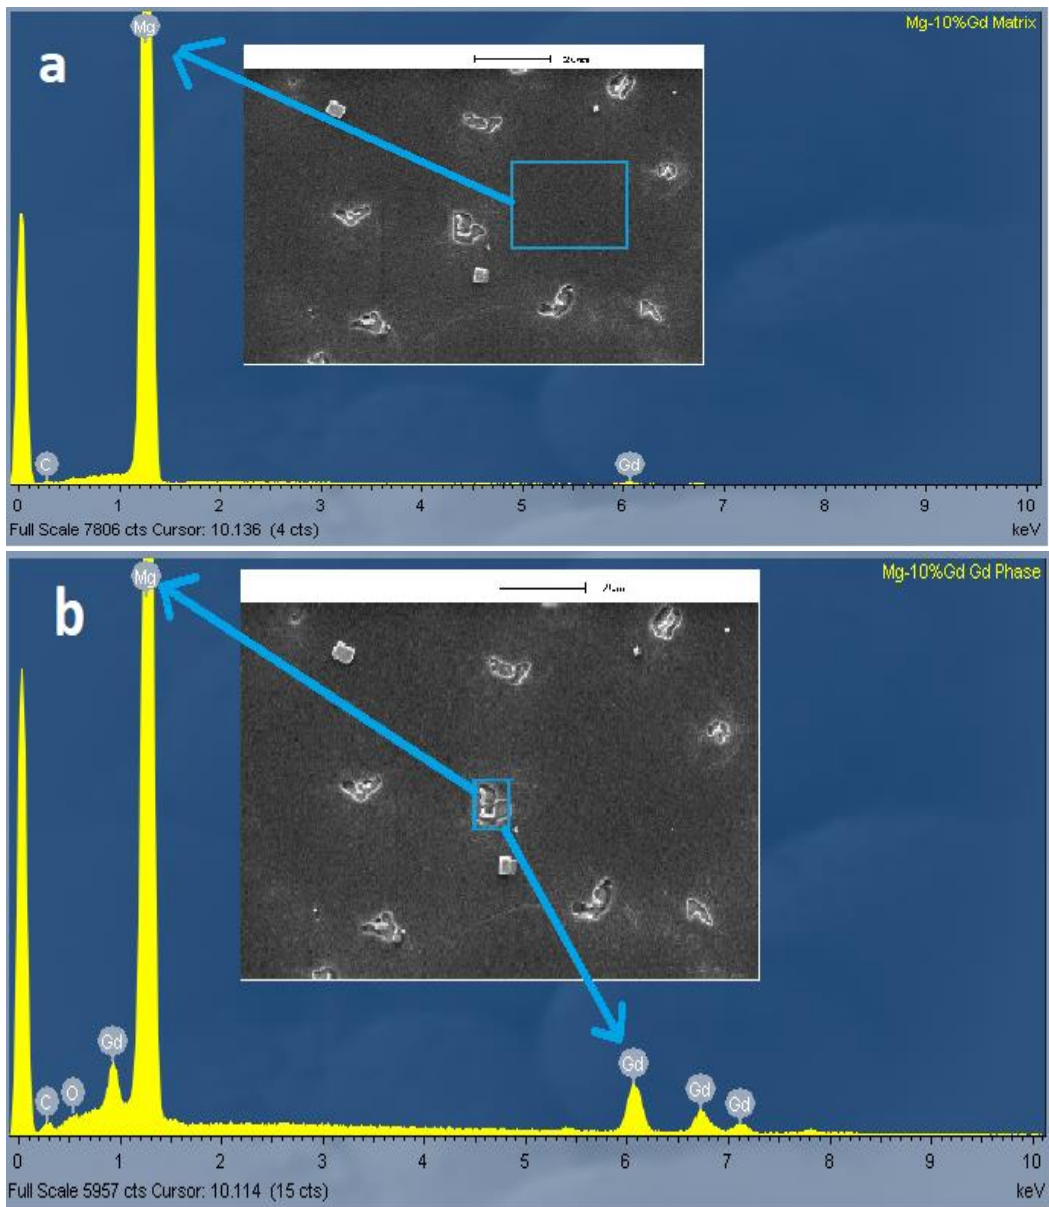 Mg
Mg-10%Gd Matrix
a
C
Gd
0 1 2 3 4 5 6 7 8 9 10
Full Scale 7806 cts Cursor: 10.136 (4 cts)
keV
Mg
Mg-10%Gd Gd Phase
b
Gd
C
O
Gd
Gd
Gd
0 1 2 3 4 5 6 7 8 9 10
Full Scale 5957 cts Cursor: 10.114 (15 cts)
keV